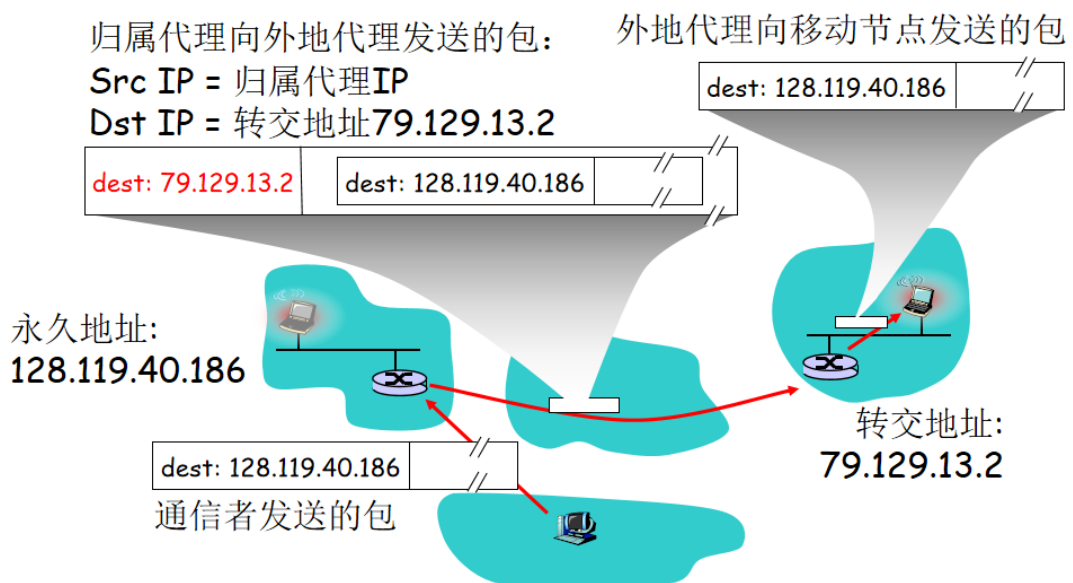 归属代理向外地代理发送的包：
Src IP = 归属代理IP
Dst IP = 转交地址79.129.13.2
外地代理向移动节点发送的包
dest: 128.119.40.186
dest: 79.129.13.2
dest: 128.119.40.186
永久地址:
128.119.40.186
转交地址:
79.129.13.2
dest: 128.119.40.186
通信者发送的包